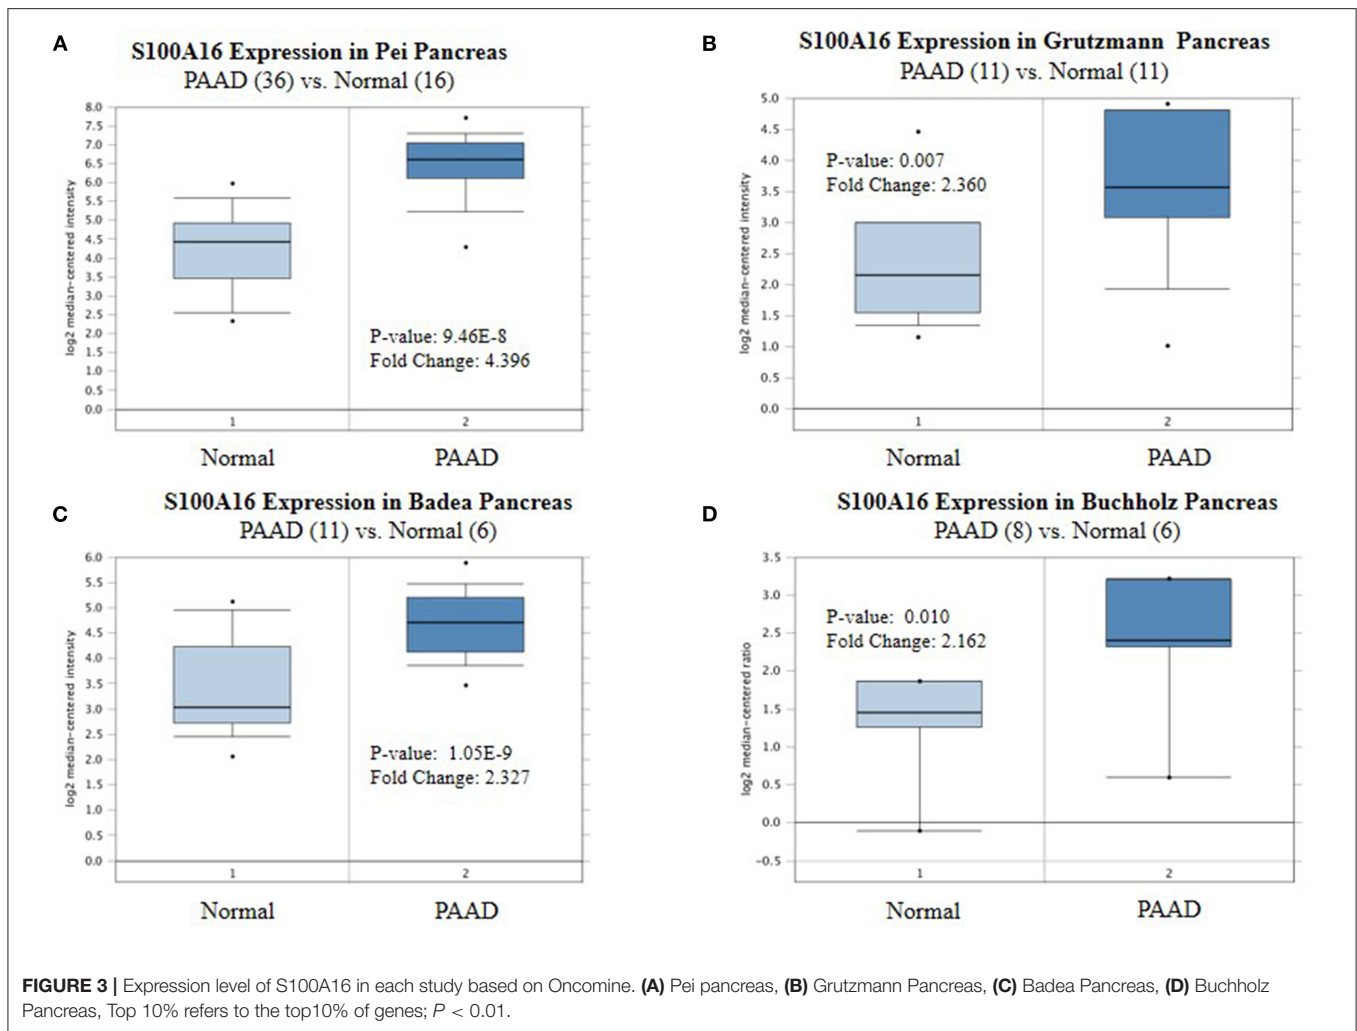 A
S100A16 Expression in Pei Pancreas
PAAD (36) vs. Normal (16)
log2 median-centered intensity
8.0
7.5
7.0
6.5
6.0
5.5
5.0
4.5
4.0
3.5
3.0
2.5
2.0
1.5
1.0
0.5
0.0
P-value: 9.46E-8
Fold Change: 4.396
1
2
Normal
PAAD
B
S100A16 Expression in Grutzmann Pancreas
PAAD (11) vs. Normal (11)
log2 median-centered intensity
5.0
4.5
4.0
3.5
3.0
2.5
2.0
1.5
1.0
0.5
0.0
P-value: 0.007
Fold Change: 2.360
1
2
Normal
PAAD
C
S100A16 Expression in Badea Pancreas
PAAD (11) vs. Normal (6)
log2 median-centered intensity
6.0
5.5
5.0
4.5
4.0
3.5
3.0
2.5
2.0
1.5
1.0
0.5
0.0
P-value: 1.05E-9
Fold Change: 2.327
1
2
Normal
PAAD
D
S100A16 Expression in Buchholz Pancreas
PAAD (8) vs. Normal (6)
log2 median-centered ratio
3.5
3.0
2.5
2.0
1.5
1.0
0.5
0.0
-0.5
P-value: 0.010
Fold Change: 2.162
1
2
Normal
PAAD
FIGURE 3 | Expression level of S100A16 in each study based on Oncomine. (A) Pei pancreas, (B) Grutzmann Pancreas, (C) Badea Pancreas, (D) Buchholz
Pancreas, Top 10% refers to the top10% of genes; P < 0.01.